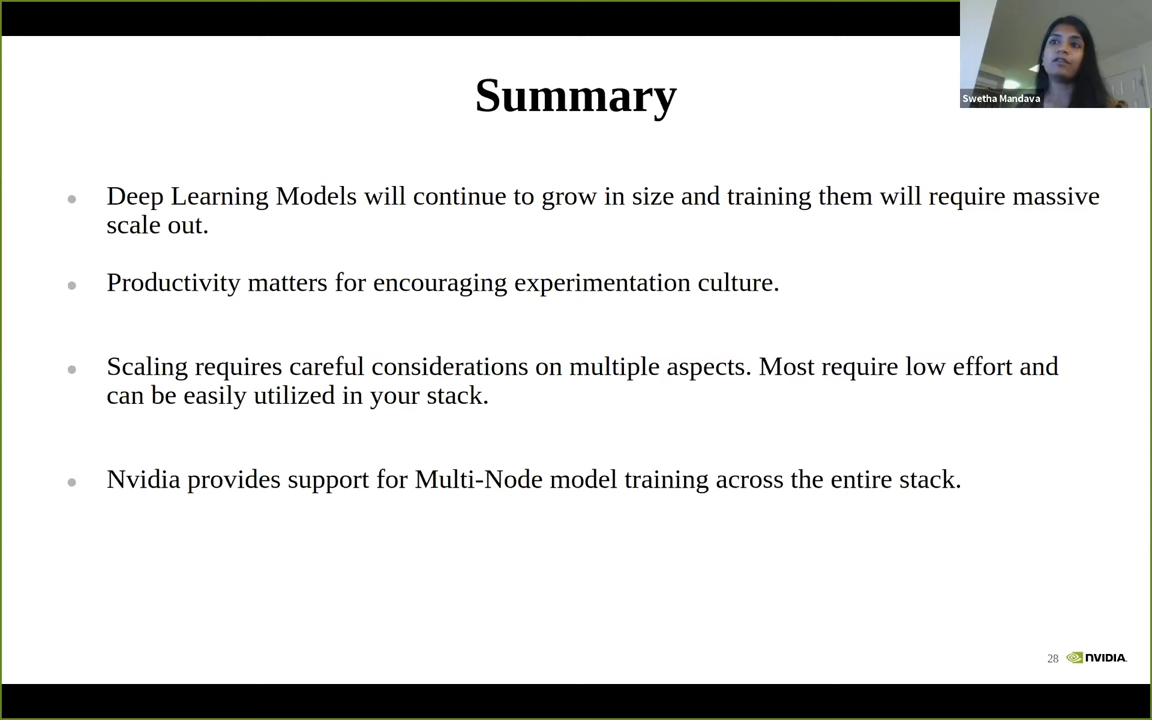 Summary
Swetha Mandava
Deep Learning Models will continue to grow in size and training them will require massive
scale out.
Productivity matters for encouraging experimentation culture.
Scaling requires careful considerations on multiple aspects. Most require low effort and
can be easily utilized in your stack.
Nvidia provides support for Multi-Node model training across the entire stack.
28
NVIDIA.